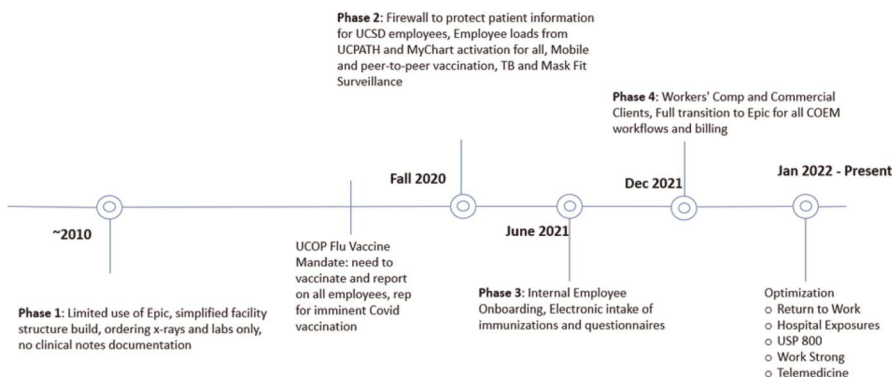 Phase 2: Firewall to protect patient information
for UCSD employees, Employee loads from
UCPATH and MyChart activation for all, Mobile
and peer-to-peer vaccination, TB and Mask Fit
Surveillance
Phase 4: Workers' Comp and Commercial
Clients, Full transition to Epic for all COEM
workflows and billing
Fall 2020
Dec 2021
Jan 2022 - Present
~2010
June 2021
UCOP Flu Vaccine
Mandate: need to
vaccinate and report
on all employees, rep
for imminent Covid
vaccination
Phase 1: Limited use of Epic, simplified facility
structure build, ordering x-rays and labs only,
no clinical notes documentation
Phase 3: Internal Employee
Onboarding, Electronic intake of
immunizations and questionnaires
Optimization
o Return to Work
o Hospital Exposures
o USP 800
o Work Strong
o Telemedicine